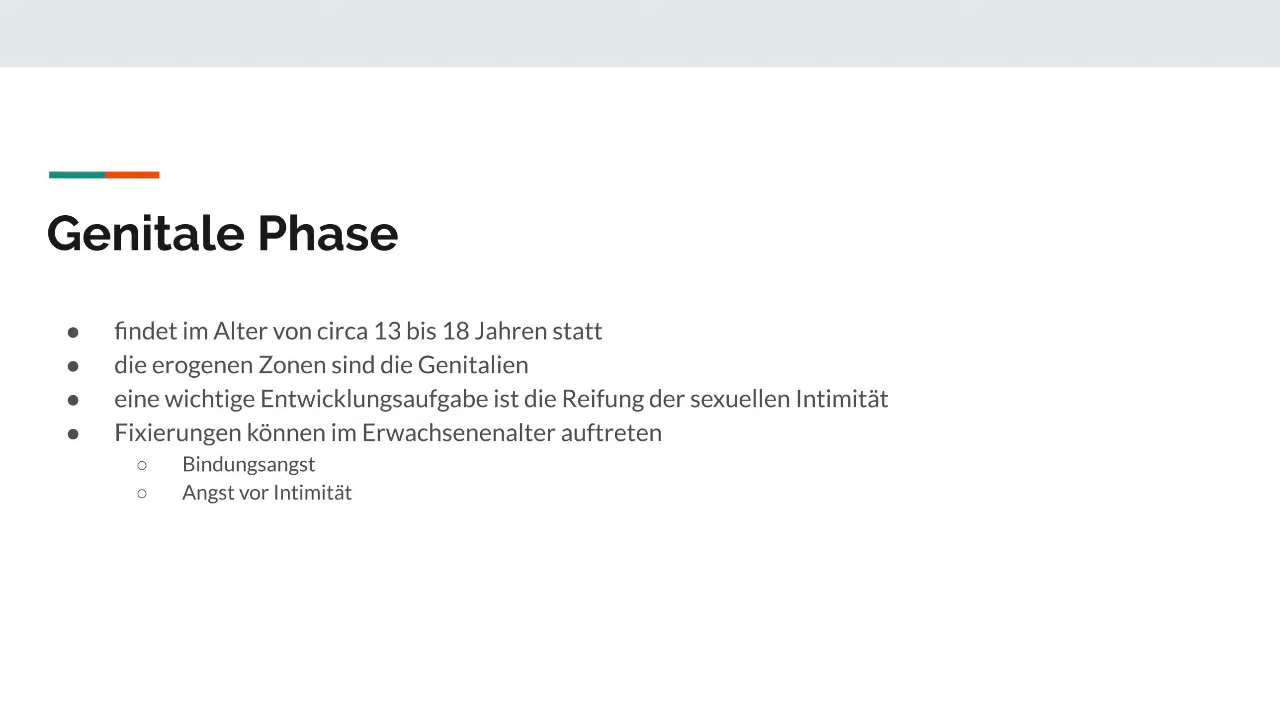 Genitale Phase
● findet im Alter von circa 13 bis 18 Jahren statt
● die erogenen Zonen sind die Genitalien
● eine wichtige Entwicklungsaufgabe ist die Reifung der sexuellen Intimität
● Fixierungen können im Erwachsenenalter auftreten
○ Bindungsangst
○ Angst vor Intimität